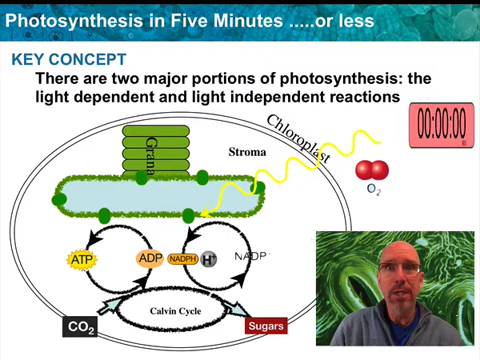 Photosynthesis in Five Minutes .....or less
KEY CONCEPT
There are two major portions of photosynthesis: the
light dependent and light independent reactions
00:00:00
Chloroplast
Grana
Stroma
O2
ATP
ADP
NADPH
H+
NADP
Calvin Cycle
CO2
Sugars